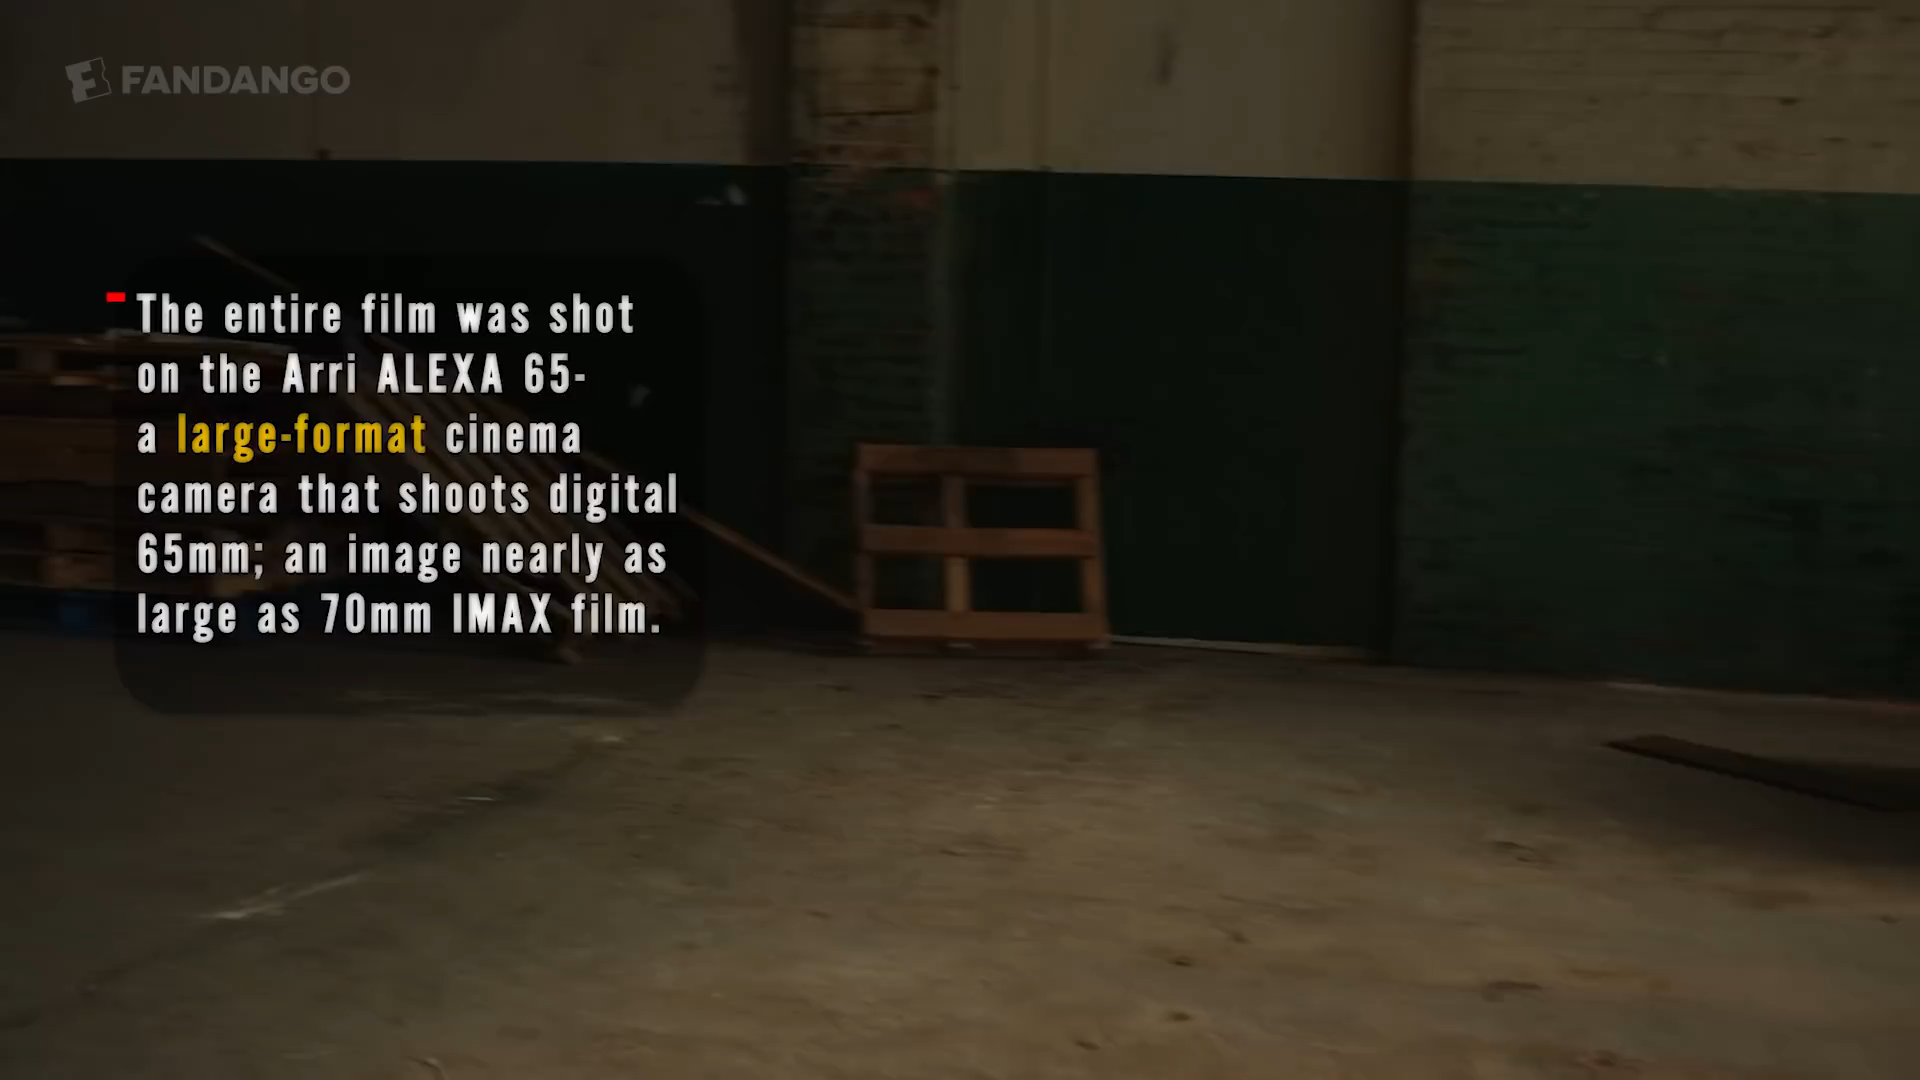 FANDANGO
The entire film was shot
on the Arri ALEXA 65-
a large-format cinema
camera that shoots digital
65mm; an image nearly as
large as 70mm IMAX film.